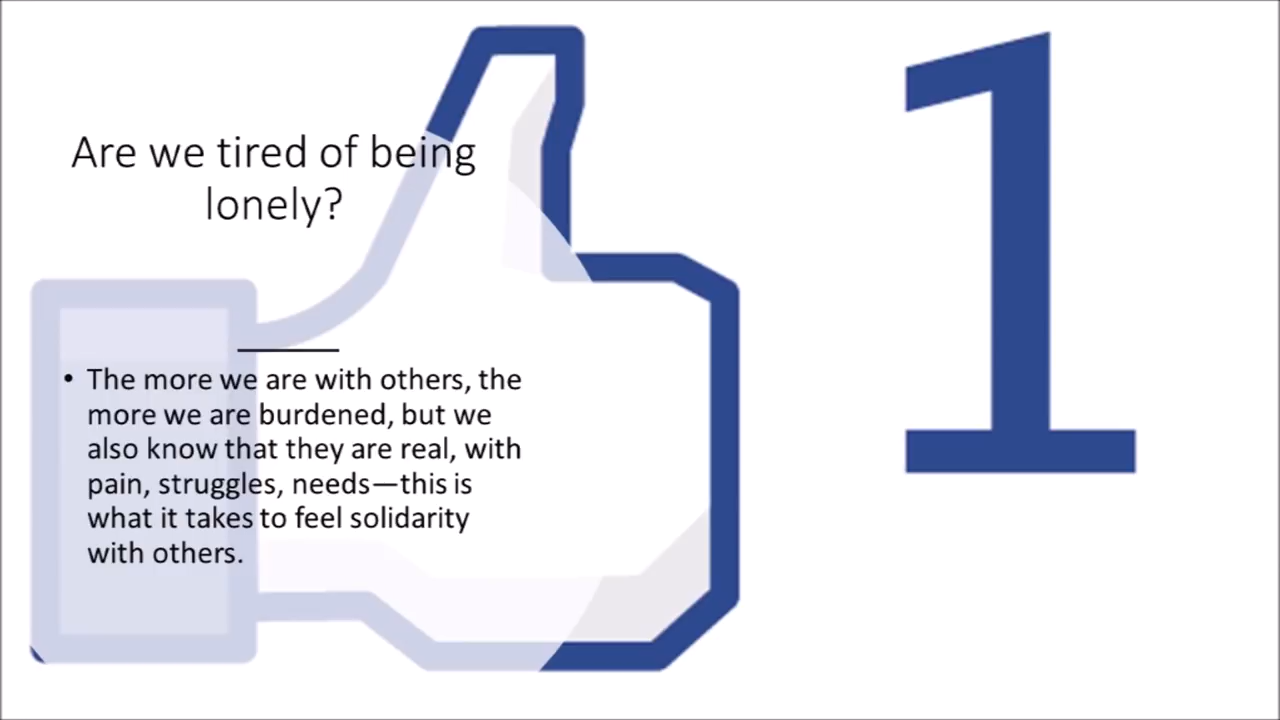 Are we tired of being
lonely?
• The more we are with others, the
more we are burdened, but we
also know that they are real, with
pain, struggles, needs—this is
what it takes to feel solidarity
with others.
1